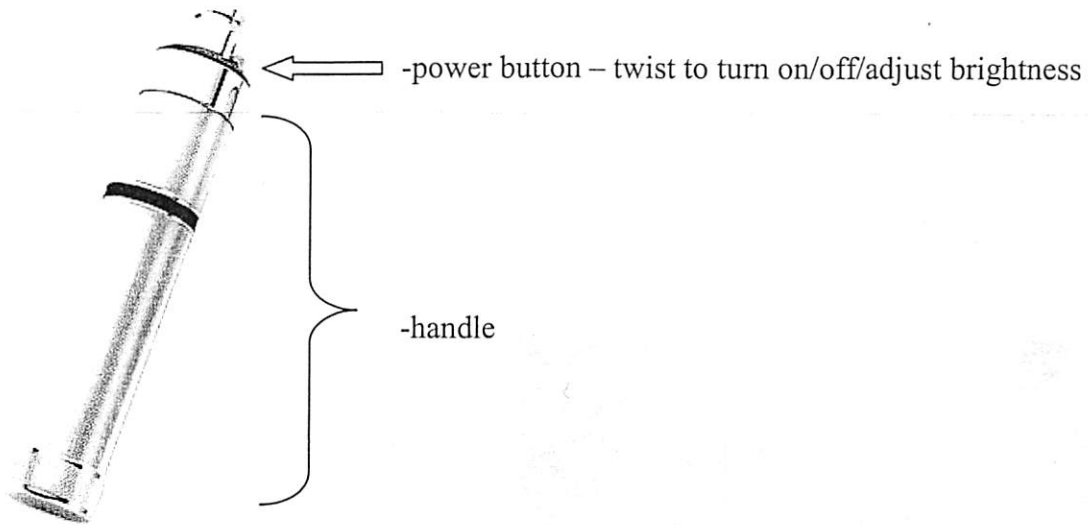 -power button – twist to turn on/off/adjust brightness
-handle